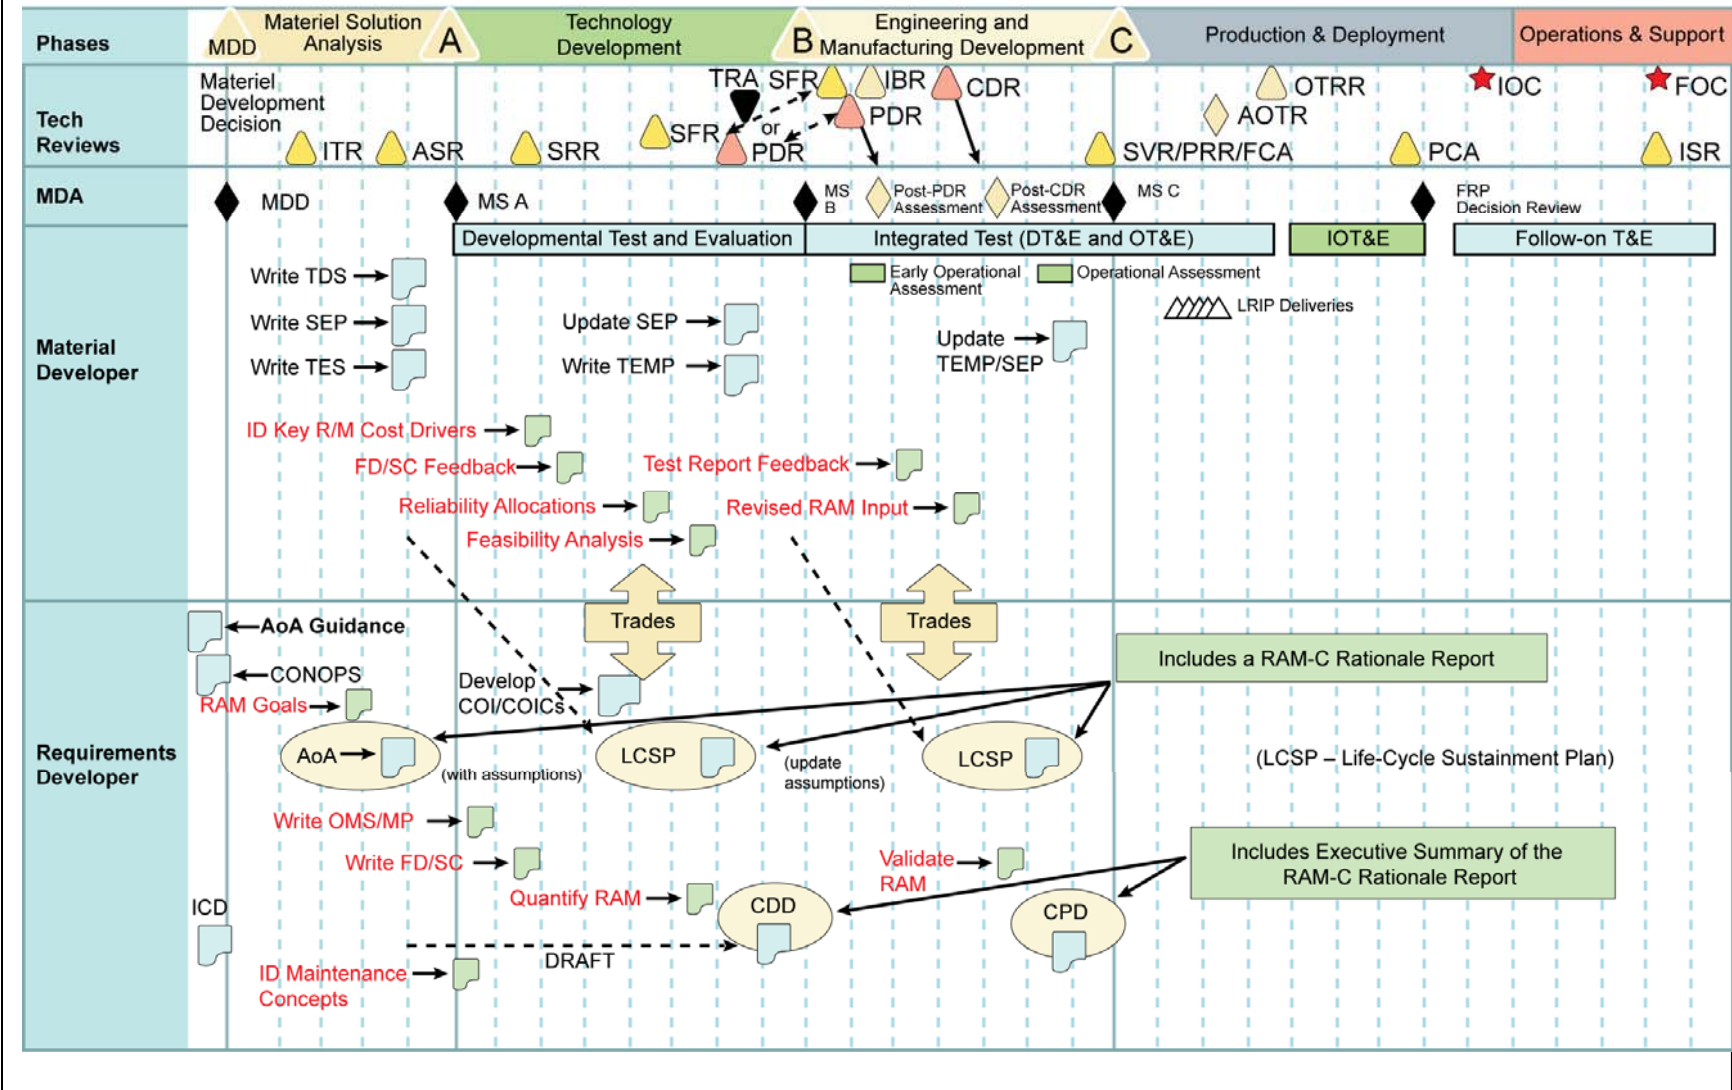 Phases
MDD
Materiel Solution
Analysis
A
Technology
Development
B
Engineering and
Manufacturing Development
C
Production & Deployment
Operations & Support
Tech
Reviews
Materiel
Development
Decision
ITR
ASR
SRR
SFR
TRA
or
PDR
SFR
IBR
PDR
CDR
SVR/PRR/FCA
AOTR
OTRR
PCA
IOC
FOC
ISR
MDA
MDD
MS A
MS
B
Post-PDR
Assessment
Post-CDR
Assessment
MS C
FRP
Decision Review
Material
Developer
Developmental Test and Evaluation
Integrated Test (DT&E and OT&E)
IOT&E
Follow-on T&E
Early Operational
Assessment
Operational Assessment
LRIP Deliveries
Write TDS
Write SEP
Write TES
Update SEP
Write TEMP
Update
TEMP/SEP
ID Key R/M Cost Drivers
FD/SC Feedback
Reliability Allocations
Feasibility Analysis
Test Report Feedback
Revised RAM Input
Trades
Trades
Requirements
Developer
AoA Guidance
CONOPS
RAM Goals
AoA
(with assumptions)
Develop
COI/COICs
LCSP
(update
assumptions)
LCSP
Includes a RAM-C Rationale Report
(LCSP – Life-Cycle Sustainment Plan)
Write OMS/MP
Write FD/SC
Quantify RAM
Validate
RAM
Includes Executive Summary of the
RAM-C Rationale Report
ICD
CDD
CPD
DRAFT
ID Maintenance
Concepts